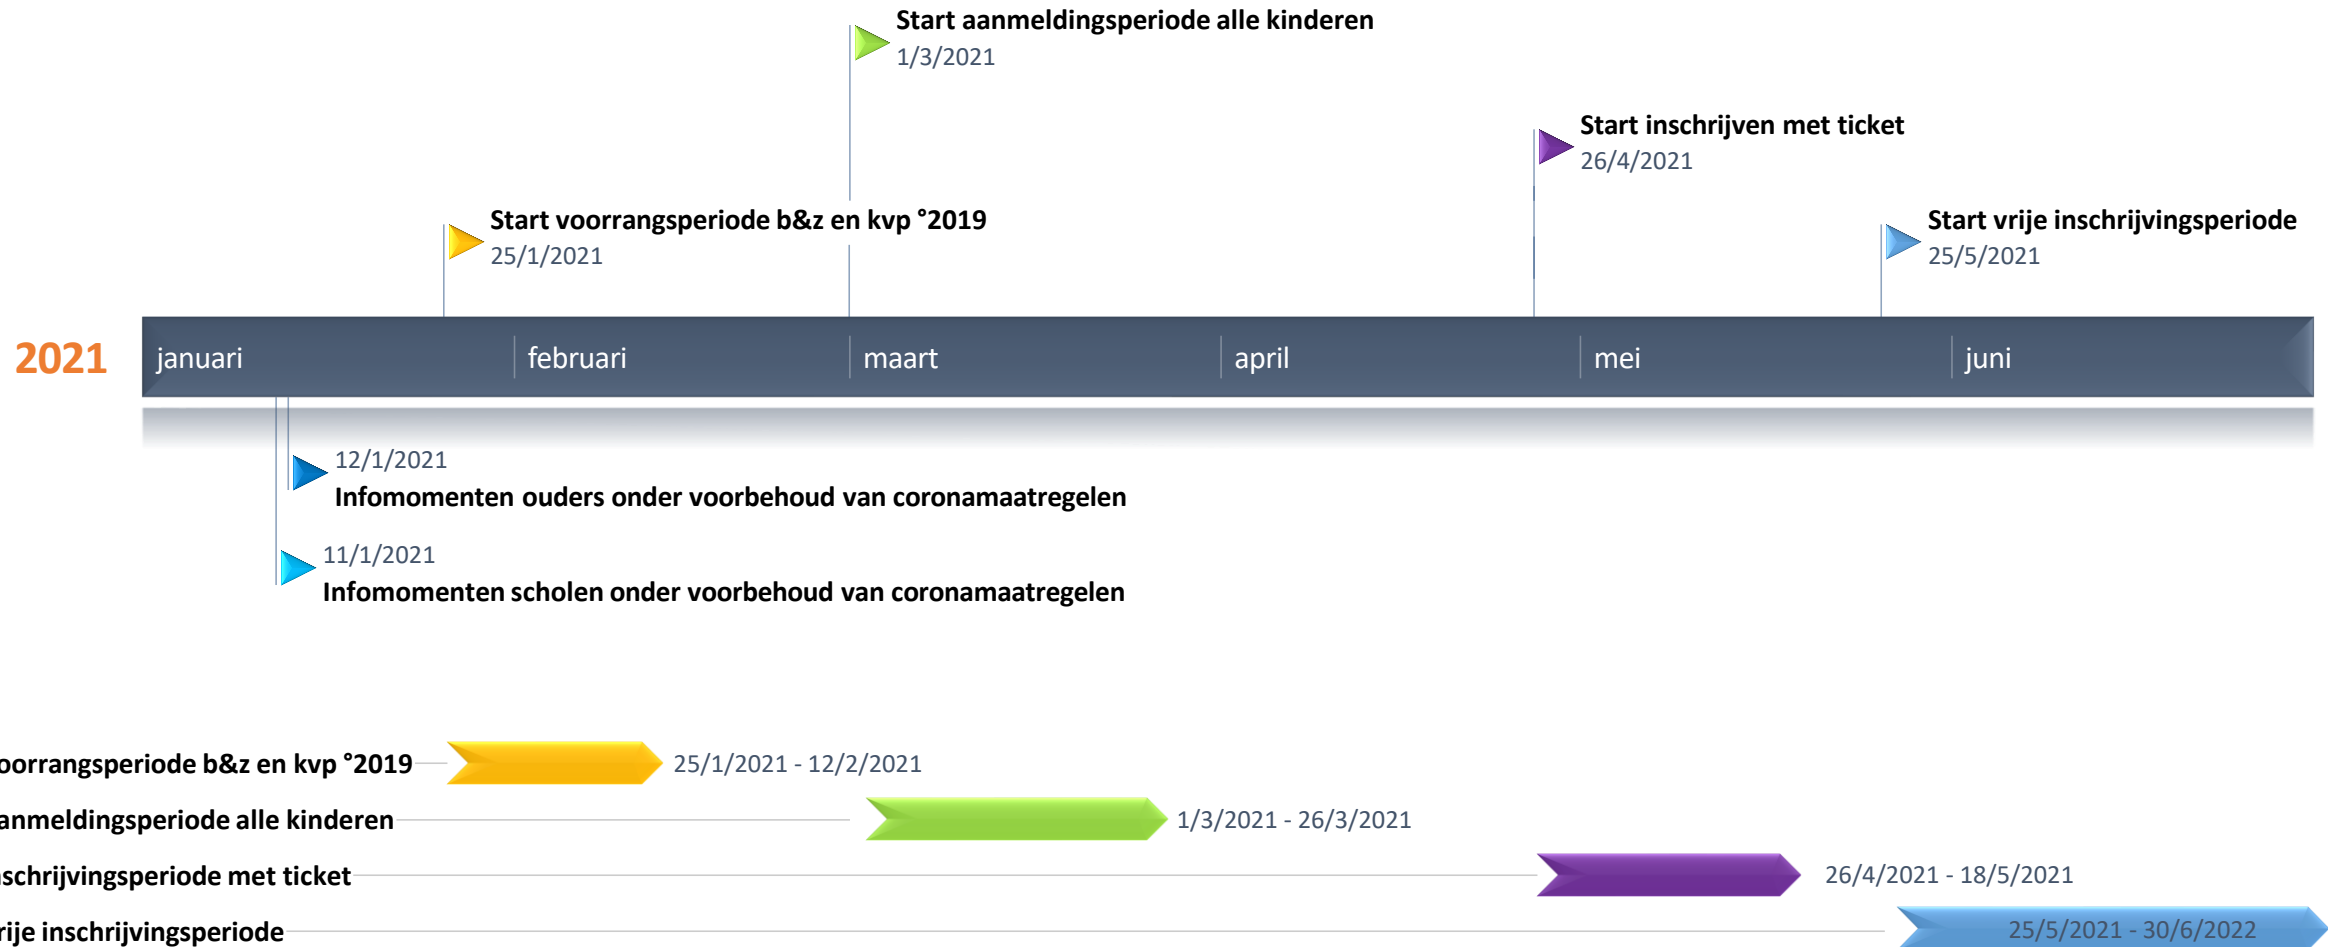 Start aanmeldingsperiode alle kinderen
1/3/2021
Start inschrijven met ticket
26/4/2021
Start voorrangsperiode b&z en kvp °2019
25/1/2021
Start vrije inschrijvingsperiode
25/5/2021
2021 januari februari maart april mei juni
12/1/2021
Infomomenten ouders onder voorbehoud van coronamaatregelen
11/1/2021
Infomomenten scholen onder voorbehoud van coronamaatregelen
oorrangsperiode b&z en kvp °2019 25/1/2021 - 12/2/2021
anmeldingsperiode alle kinderen 1/3/2021 - 26/3/2021
nschrijvingsperiode met ticket 26/4/2021 - 18/5/2021
rije inschrijvingsperiode 25/5/2021 - 30/6/2022